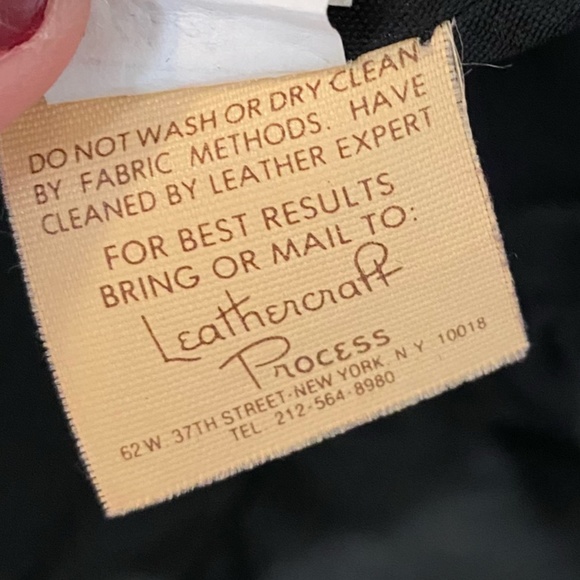 DO NOT WASH OR DRY CLEAN
BY FABRIC METHODS. HAVE
CLEANED BY LEATHER EXPERT
FOR BEST RESULTS
BRING OR MAIL TO:
Leathercraft
Process
62 W. 37TH STREET·NEW YORK, N Y 10018
TEL. 212·564·8980